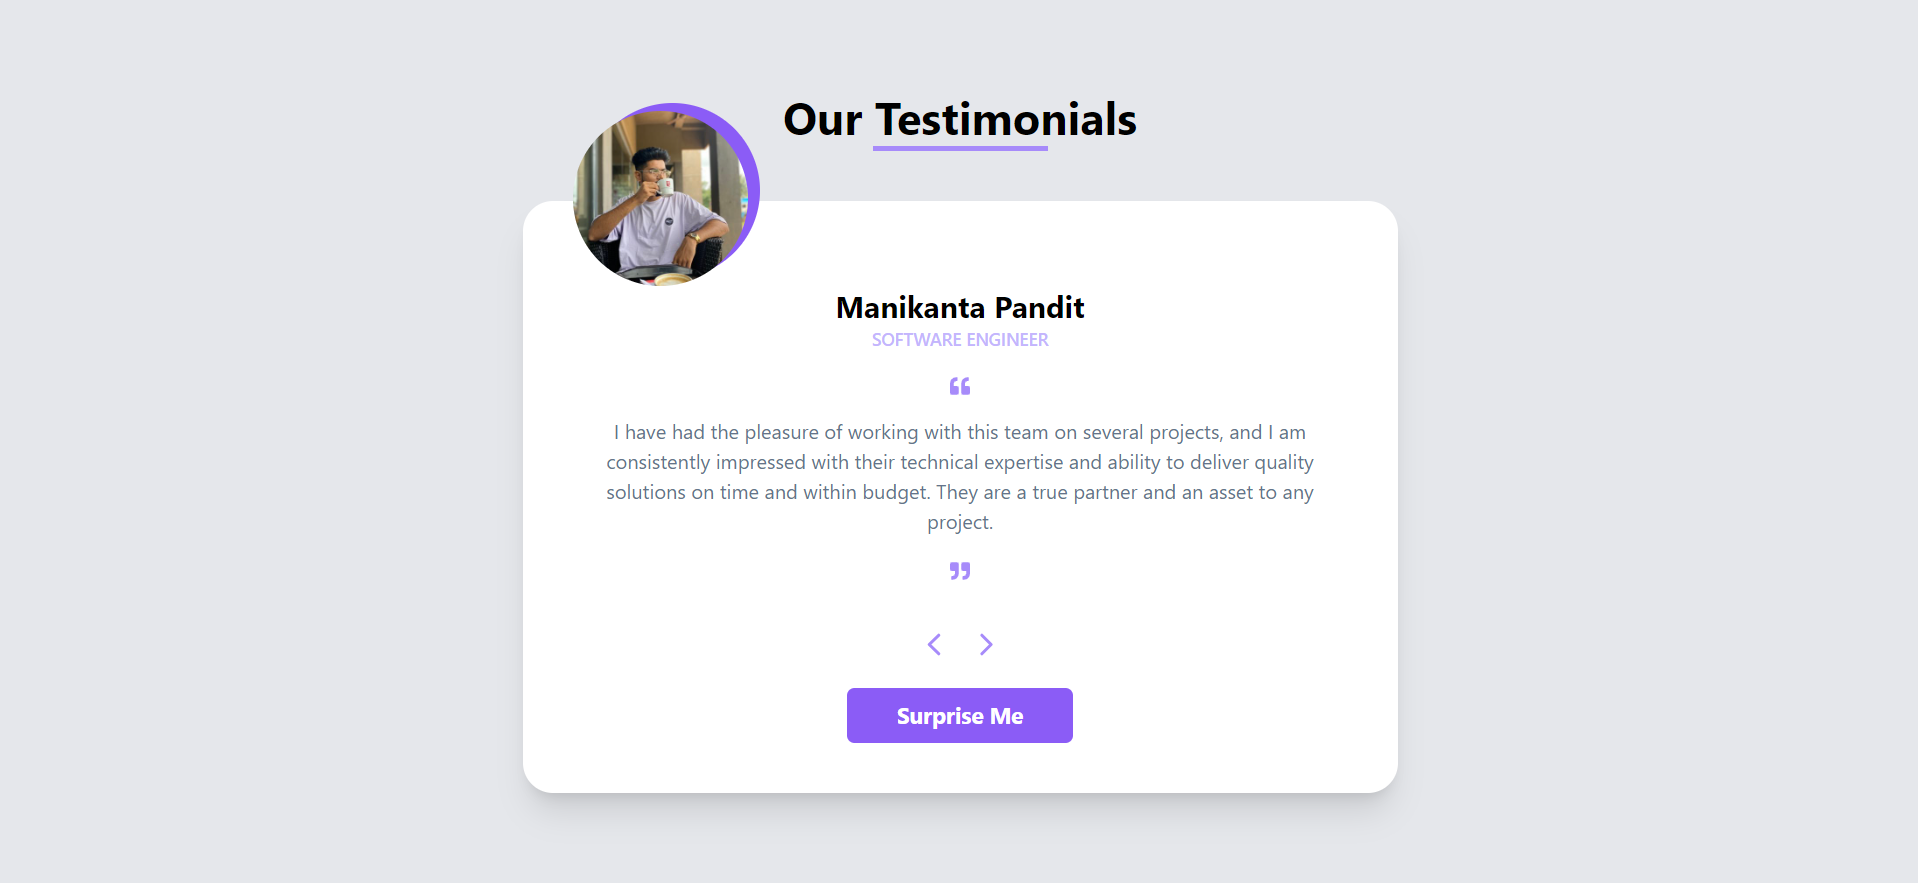 Our Testimonials
Manikanta Pandit
SOFTWARE ENGINEER
“
I have had the pleasure of working with this team on several projects, and I am
consistently impressed with their technical expertise and ability to deliver quality
solutions on time and within budget. They are a true partner and an asset to any
project.
”
Surprise Me